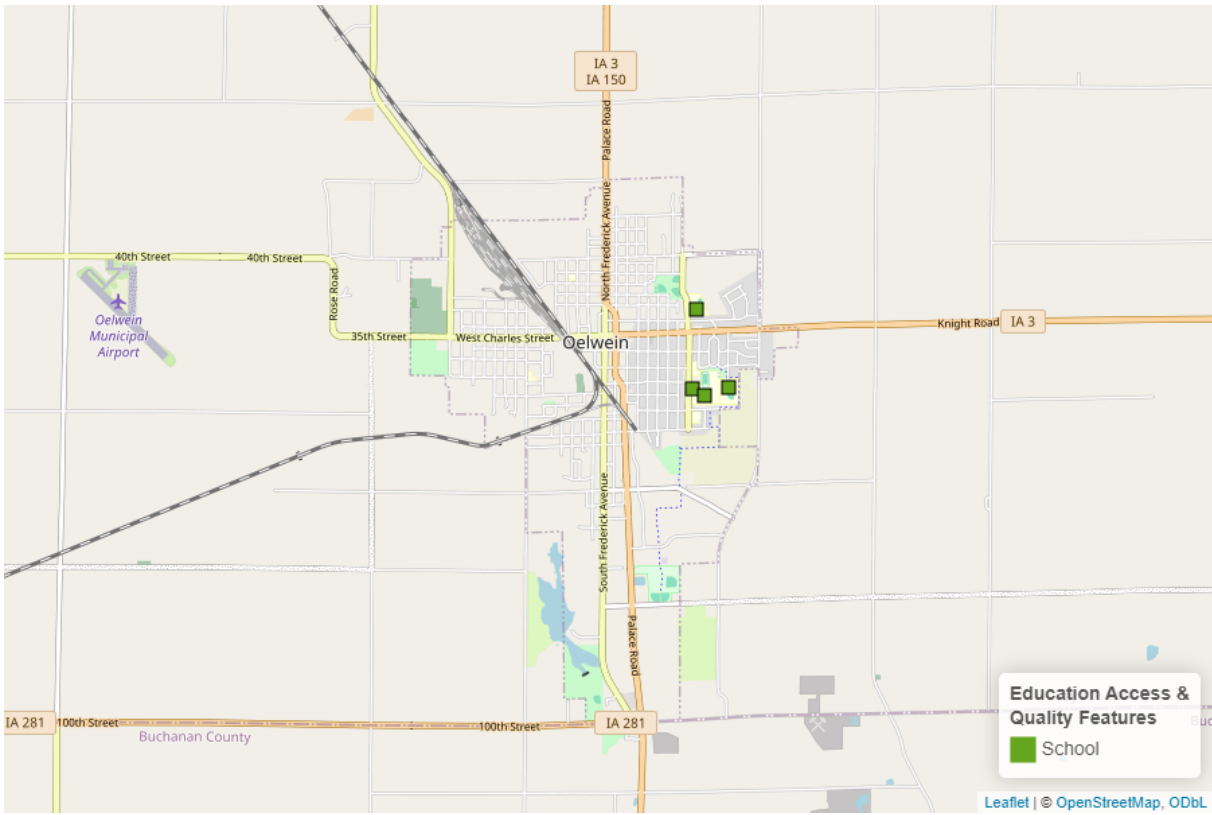 IA 3
IA 150
Palace Road
North Frederick Avenue
40th Street
40th Street
Rose Road
Oelwein
Municipal
Airport
35th Street
West Charles Street
Oelwein
Knight Road
IA 3
South Frederick Avenue
Palace Road
IA 281
100th Street
100th Street
IA 281
Buchanan County
Buc
Education Access &
Quality Features
School
Leaflet | © OpenStreetMap, ODbL